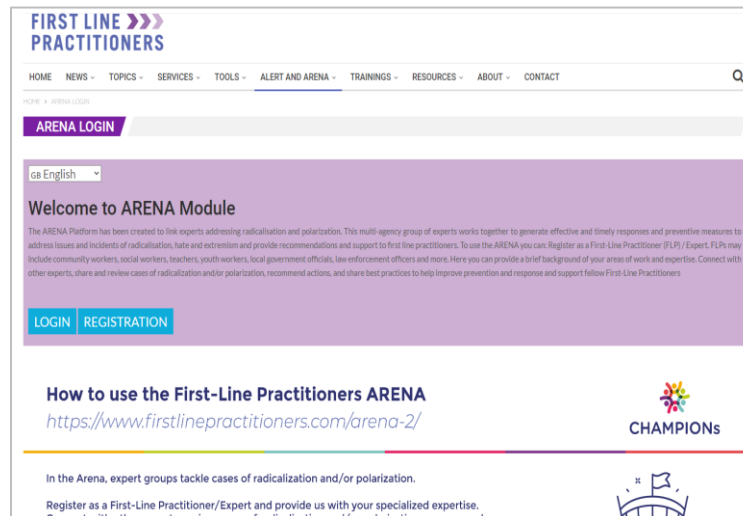 FIRST LINE
PRACTITIONERS
HOME NEWS TOPICS SERVICES TOOLS ALERT AND ARENA TRAININGS RESOURCES ABOUT CONTACT
HOME ARENA LOGIN
ARENA LOGIN
GB English
Welcome to ARENA Module
The ARENA Platform has been created to link experts addressing radicalisation and polarization. This multi-agency group of experts works together to generate effective and timely responses and preventive measures to
address issues and incidents of radicalisation, hate and extremism and provide recommendations and support to first line practitioners. To use the ARENA you can: Register as a First-Line Practitioner (FLP) / Expert. FLPs may
include community workers, social workers, teachers, youth workers, local government officials, law enforcement officers and more. Here you can provide a brief background of your areas of work and expertise. Connect with
other experts, share and review cases of radicalization and/or polarization, recommend actions, and share best practices to help improve prevention and response and support fellow First-Line Practitioners
LOGIN REGISTRATION
How to use the First-Line Practitioners ARENA
https://www.firstlinepractitioners.com/arena-2/
CHAMPIONs
In the Arena, expert groups tackle cases of radicalization and/or polarization.
Register as a First-Line Practitioner/Expert and provide us with your specialized expertise.